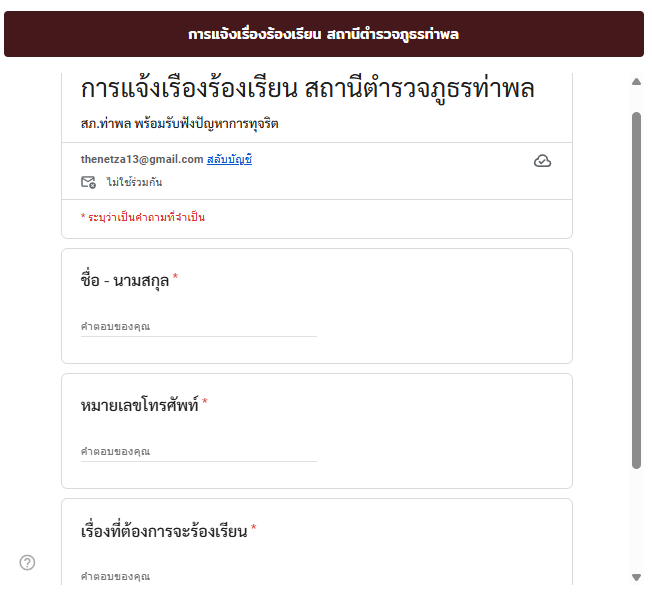 การแจ้งเรื่องร้องเรียน สถานีตำรวจภูธรท่าพล
การแจ้งเรื่องร้องเรียน สถานีตำรวจภูธรท่าพล
สภ.ท่าพล พร้อมรับฟังปัญหาการทุจริต
thenetza13@gmail.com สลับบัญชี
ไม่ใช้ร่วมกัน
* ระบุว่าเป็นคำถามที่จำเป็น
ชื่อ - นามสกุล *
คำตอบของคุณ
หมายเลขโทรศัพท์ *
คำตอบของคุณ
เรื่องที่ต้องการจะร้องเรียน *
คำตอบของคุณ